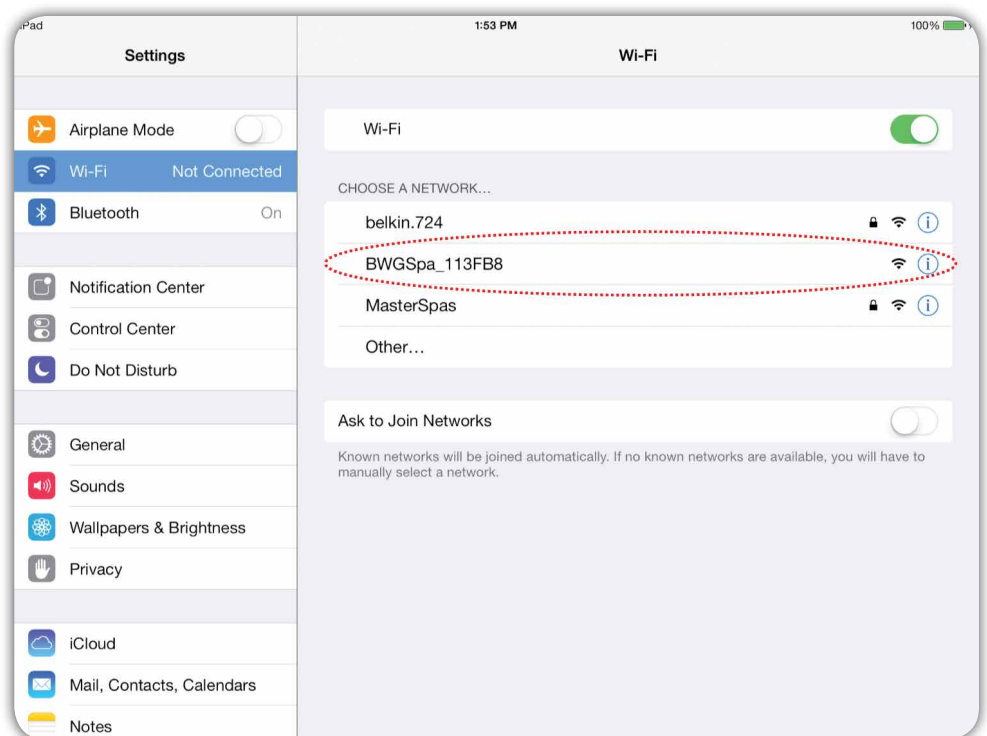 iPad
1:53 PM
100%
Settings
Wi-Fi
Airplane Mode
Wi-Fi Not Connected
Bluetooth On
Notification Center
Control Center
Do Not Disturb
General
Sounds
Wallpapers & Brightness
Privacy
iCloud
Mail, Contacts, Calendars
Notes
Wi-Fi
CHOOSE A NETWORK...
belkin.724
BWGSpa_113FB8
MasterSpas
Other...
Ask to Join Networks
Known networks will be joined automatically. If no known networks are available, you will have to
manually select a network.